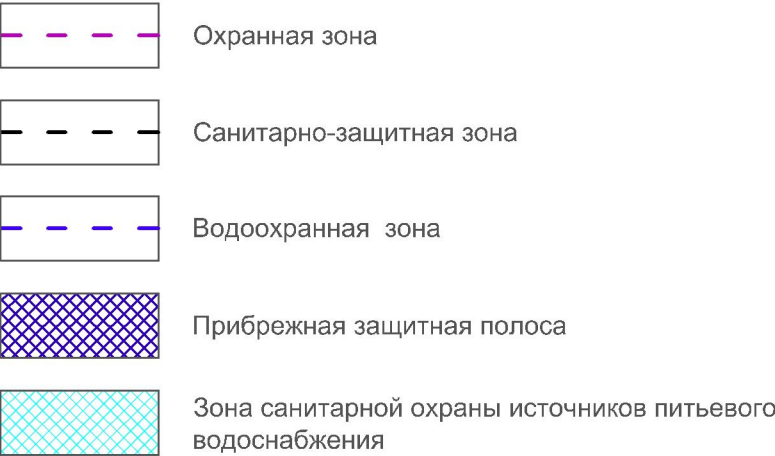 Охранная зона
Санитарно-защитная зона
Водоохранная зона
Прибрежная защитная полоса
Зона санитарной охраны источников питьевого
водоснабжения